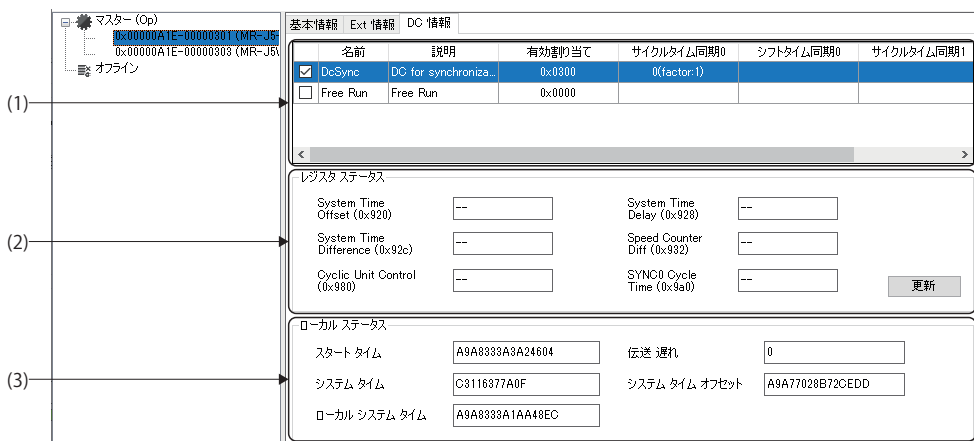 マスター (Op)
0x00000A1E-00000301 (MR-J5-
0x00000A1E-00000303 (MR-J5W
オフライン
基本情報 Ext 情報 DC 情報
名前 説明 有効割り当て サイクルタイム同期0 シフトタイム同期0 サイクルタイム同期1
DcSync DC for synchroniza... 0x0300 0(factor:1)
Free Run Free Run 0x0000
(1)
レジスタ ステータス
System Time
Offset (0x920)
--
System Time
Delay (0x928)
--
(2)
System Time
Difference (0x92c)
--
Speed Counter
Diff (0x932)
--
Cyclic Unit Control
(0x980)
--
SYNC0 Cycle
Time (0x9a0)
--
更新
ローカル ステータス
スタート タイム A9A8333A3A24604 伝送 遅れ 0
(3)
システム タイム C3116377A0F システム タイム オフセット A9A77028B72CEDD
ローカル システム タイム A9A8333A1AA48EC